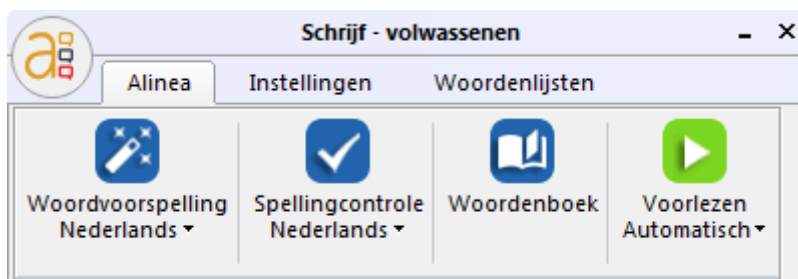 Schrijf - volwassenen
Alinea Instellingen Woordenlijsten
Woordvoorspelling Spellingcontrole Woordenboek Voorlezen
Nederlands Nederlands Automatisch